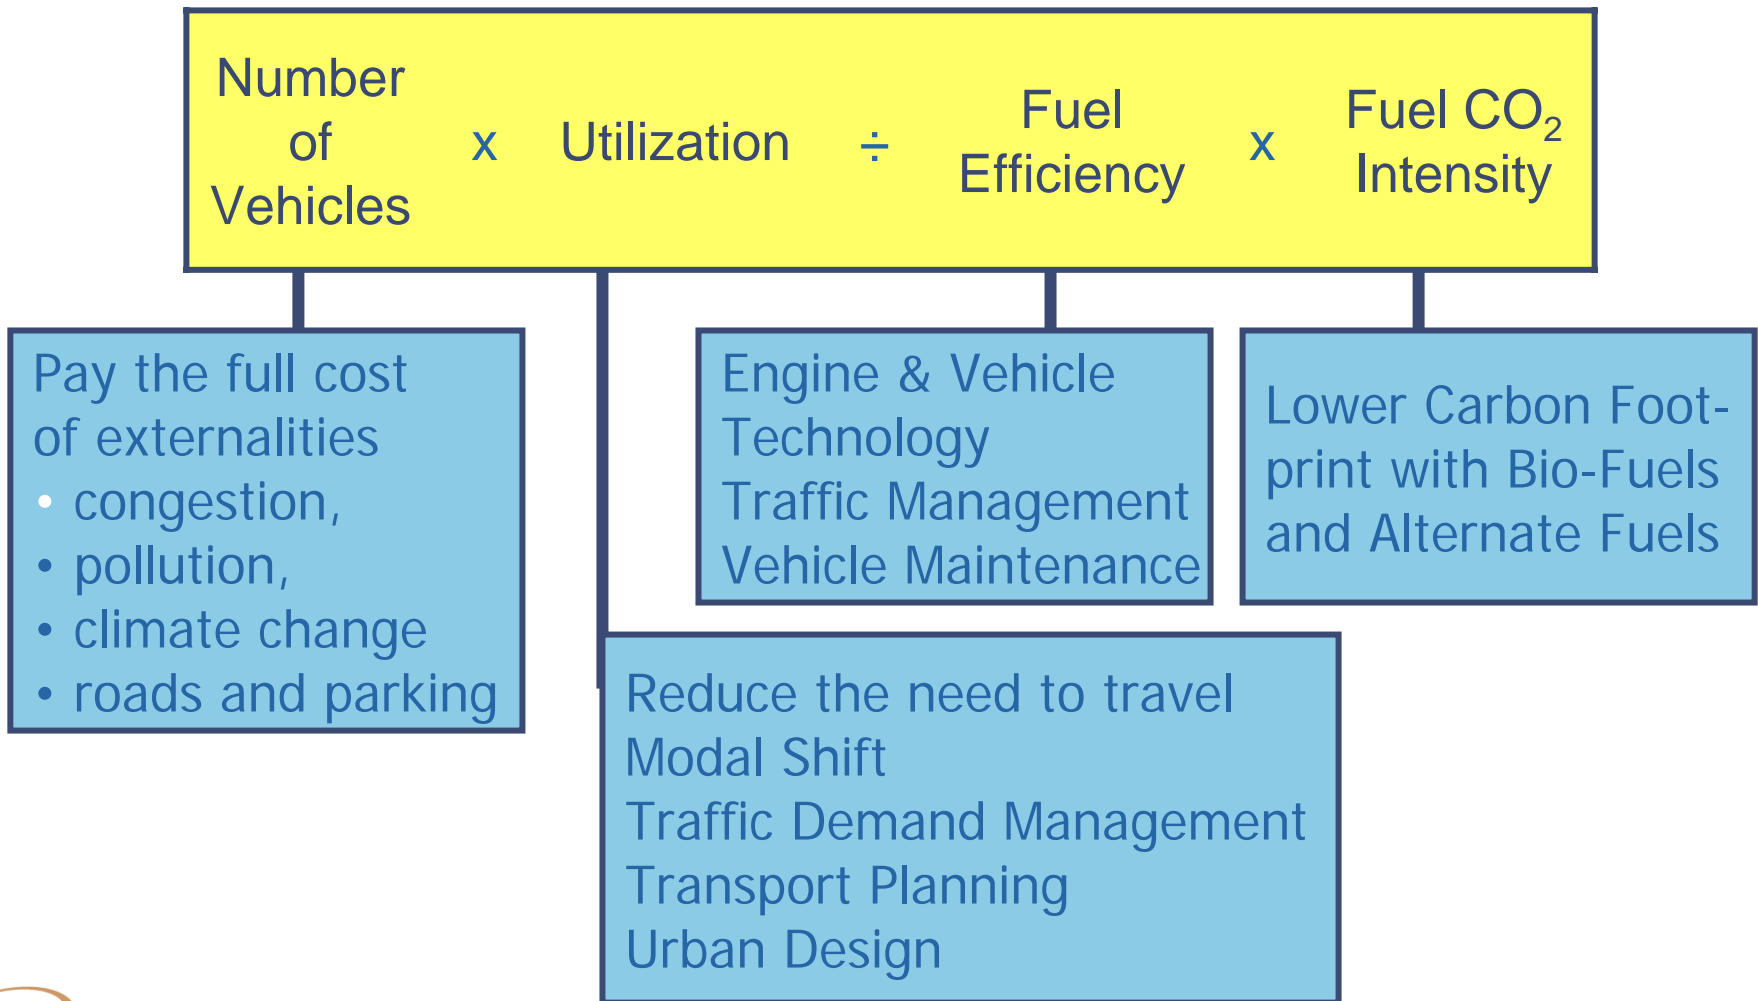 Number
of
Vehicles
x
Utilization
÷
Fuel
Efficiency
x
Fuel CO₂
Intensity
Pay the full cost
of externalities
• congestion,
• pollution,
• climate change
• roads and parking
Engine & Vehicle
Technology
Traffic Management
Vehicle Maintenance
Lower Carbon Foot-
print with Bio-Fuels
and Alternate Fuels
Reduce the need to travel
Modal Shift
Traffic Demand Management
Transport Planning
Urban Design